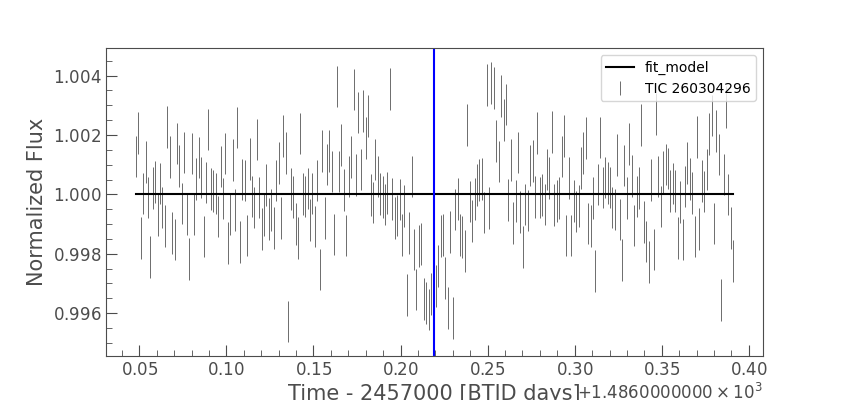 fit_model
TIC 260304296
1.004
1.002
1.000
0.998
0.996
Normalized Flux
0.05 0.10 0.15 0.20 0.25 0.30 0.35 0.40
Time - 2457000 [BTJD days]
+1.4860000000 × 10³